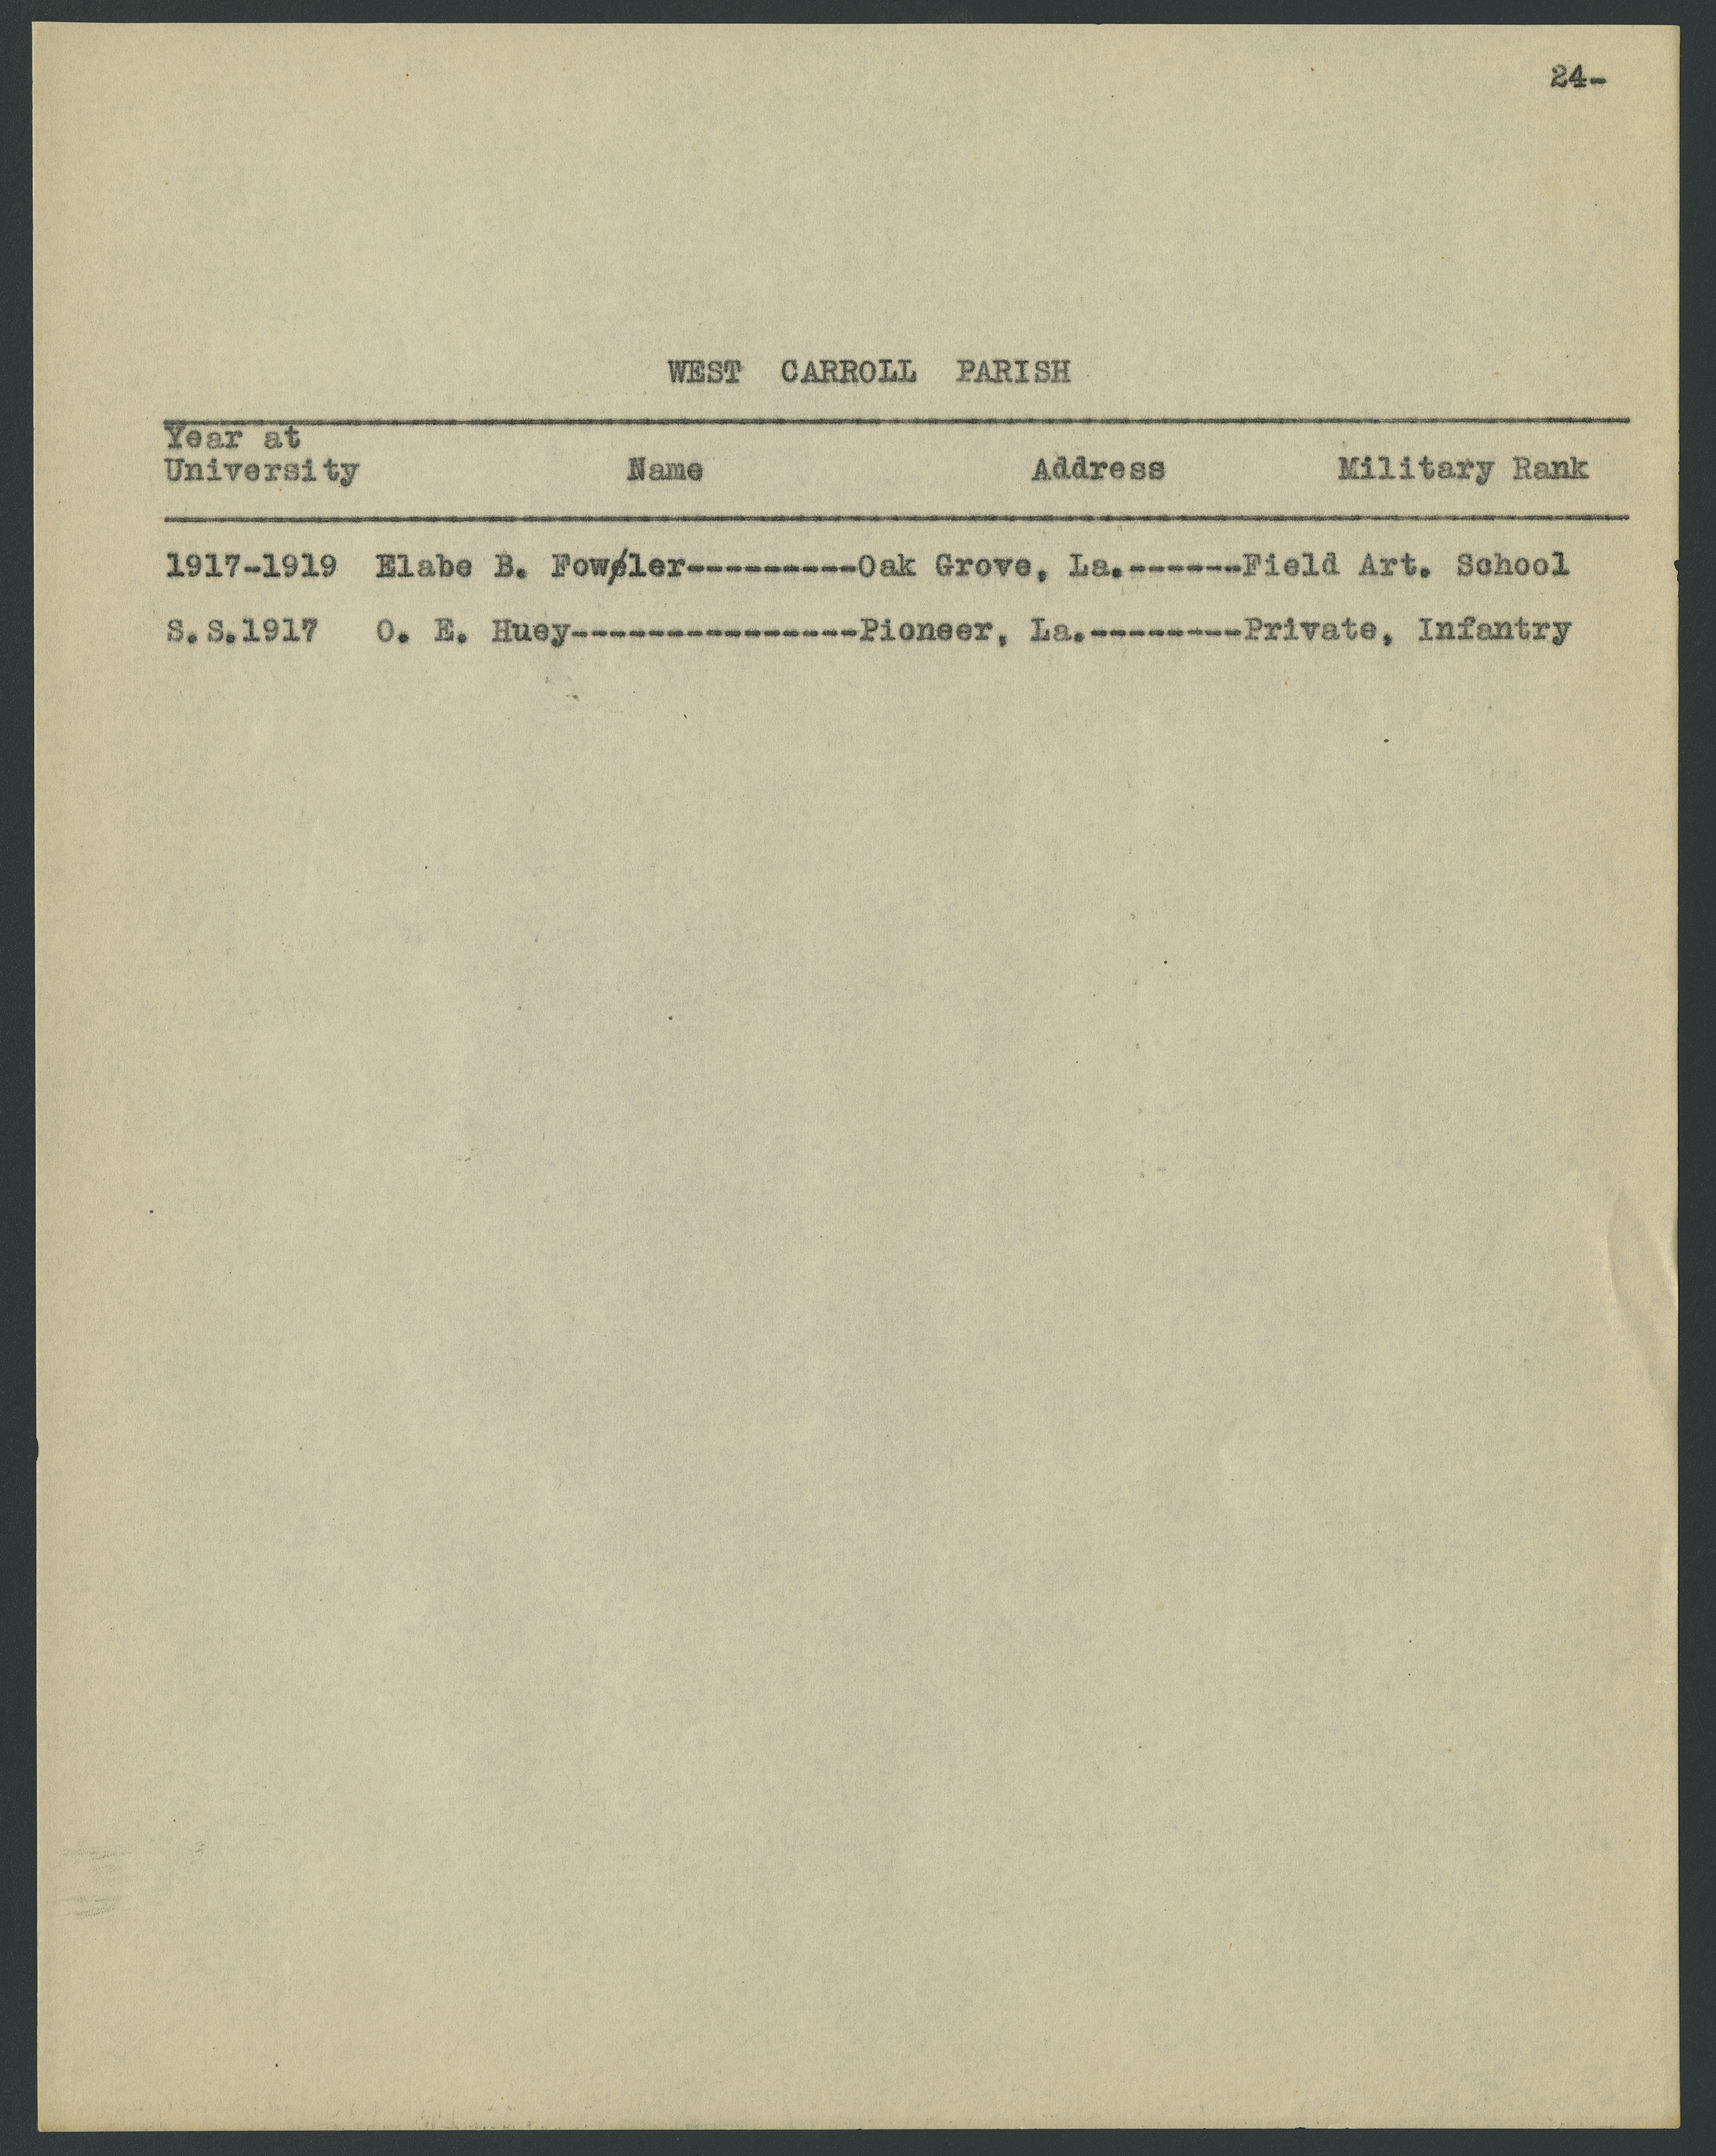 24-
WEST CARROLL PARISH
Year at
University Name Address Military Rank
1917-1919 Elabe B. Fowler---------Oak Grove, La.------Field Art. School
S.S.1917 O. E. Huey---------------Pioneer, La.--------Private, Infantry